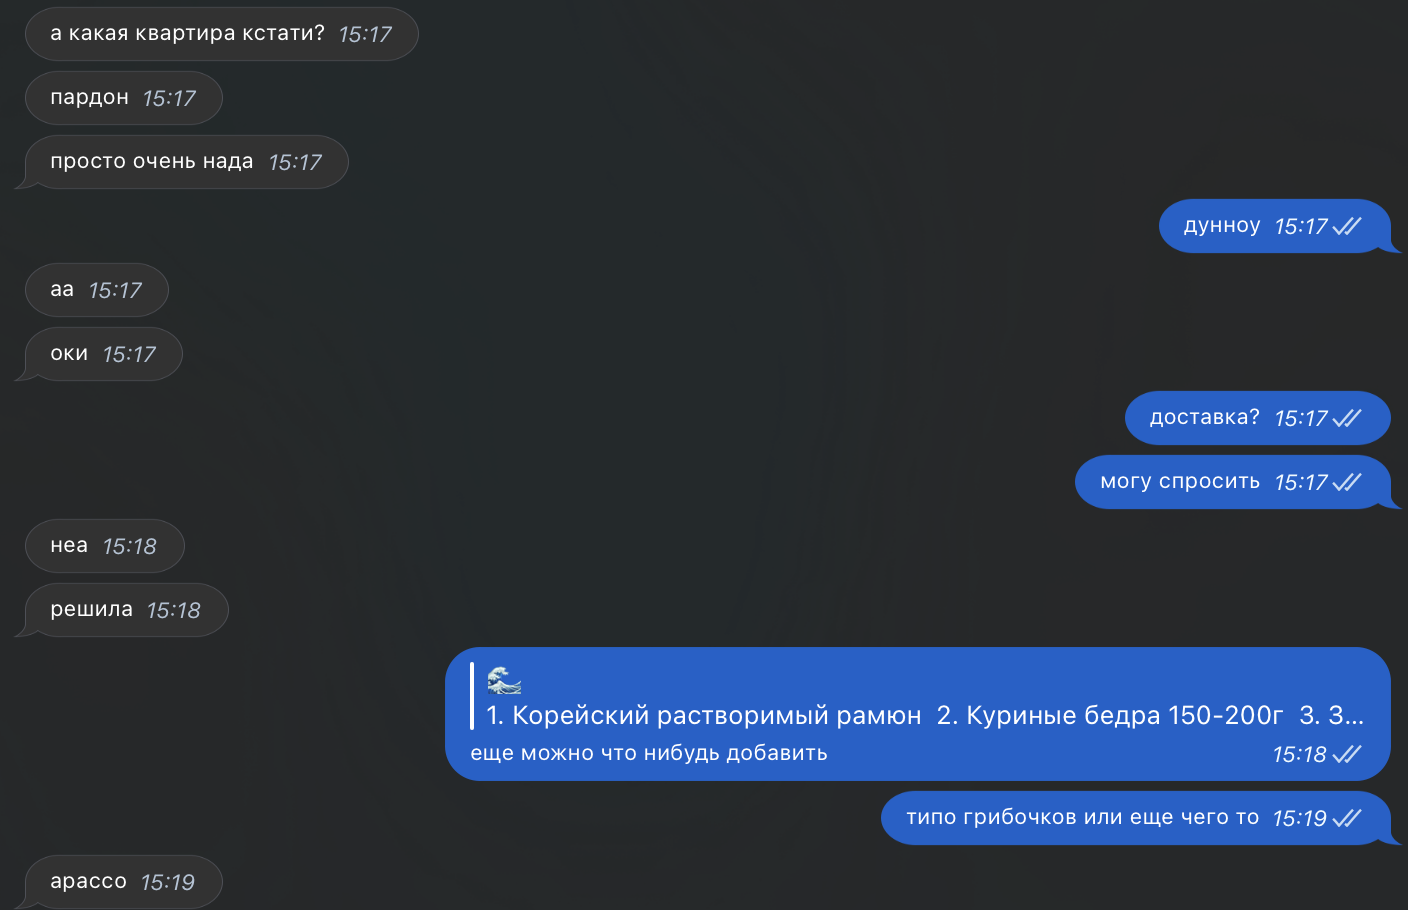 а какая квартира кстати? 15:17
пардон 15:17
просто очень нада 15:17
дунноу 15:17
аа 15:17
оки 15:17
доставка? 15:17
могу спросить 15:17
неа 15:18
решила 15:18
🌊
1. Корейский растворимый рамюн 2. Куриные бедра 150-200г 3. З...
еще можно что нибудь добавить 15:18
типо грибочков или еще чего то 15:19
арассо 15:19